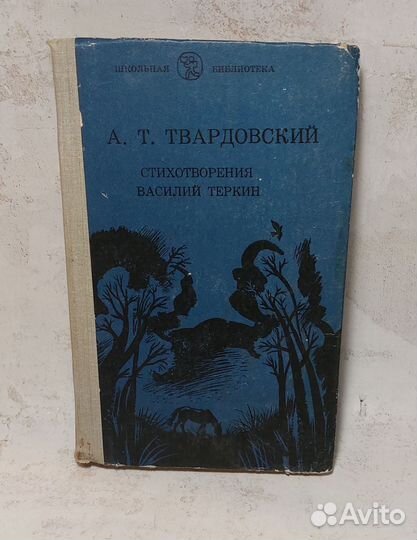 ШКОЛЬНАЯ БИБЛИОТЕКА
А. Т. ТВАРДОВСКИЙ
СТИХОТВОРЕНИЯ
ВАСИЛИЙ ТЕРКИН
Avito